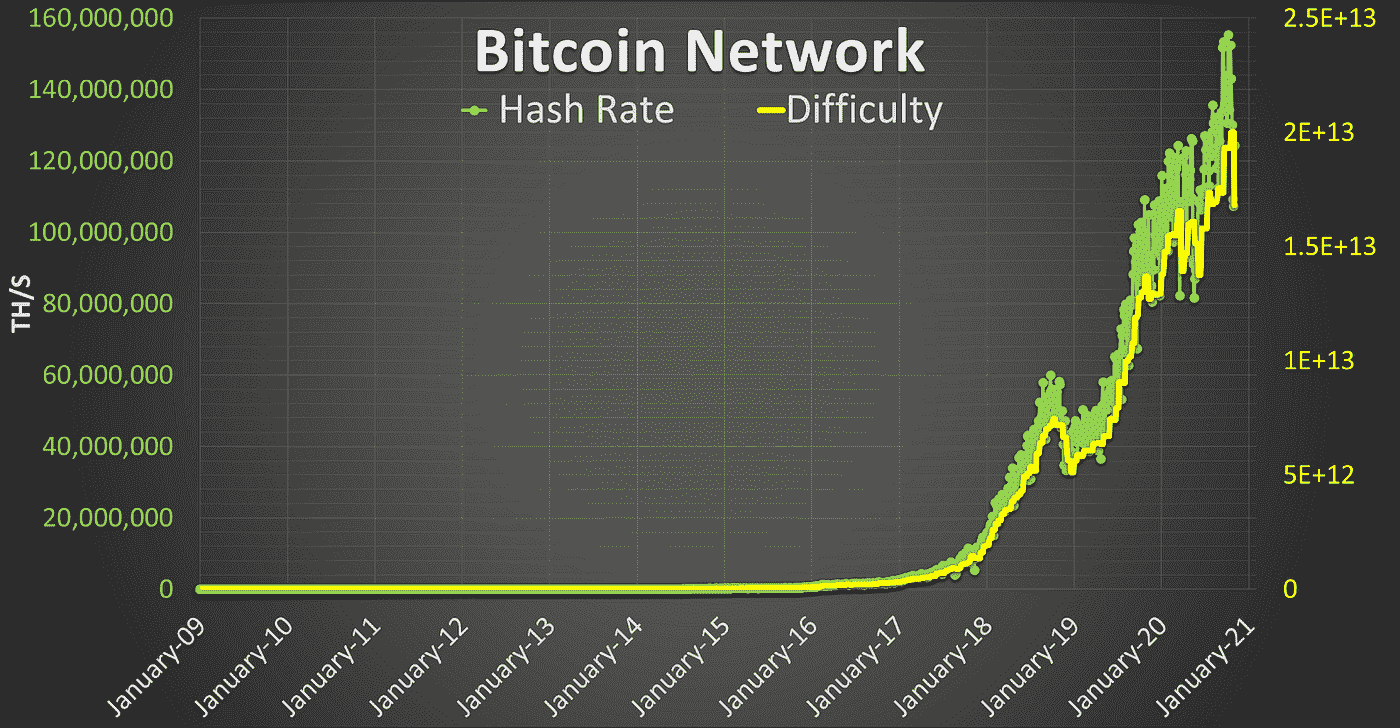 Bitcoin Network
Hash Rate
Difficulty
160,000,000
140,000,000
120,000,000
100,000,000
80,000,000
60,000,000
40,000,000
20,000,000
0
TH/S
2.5E+13
2E+13
1.5E+13
1E+13
5E+12
0
January-09
January-10
January-11
January-12
January-13
January-14
January-15
January-16
January-17
January-18
January-19
January-20
January-21